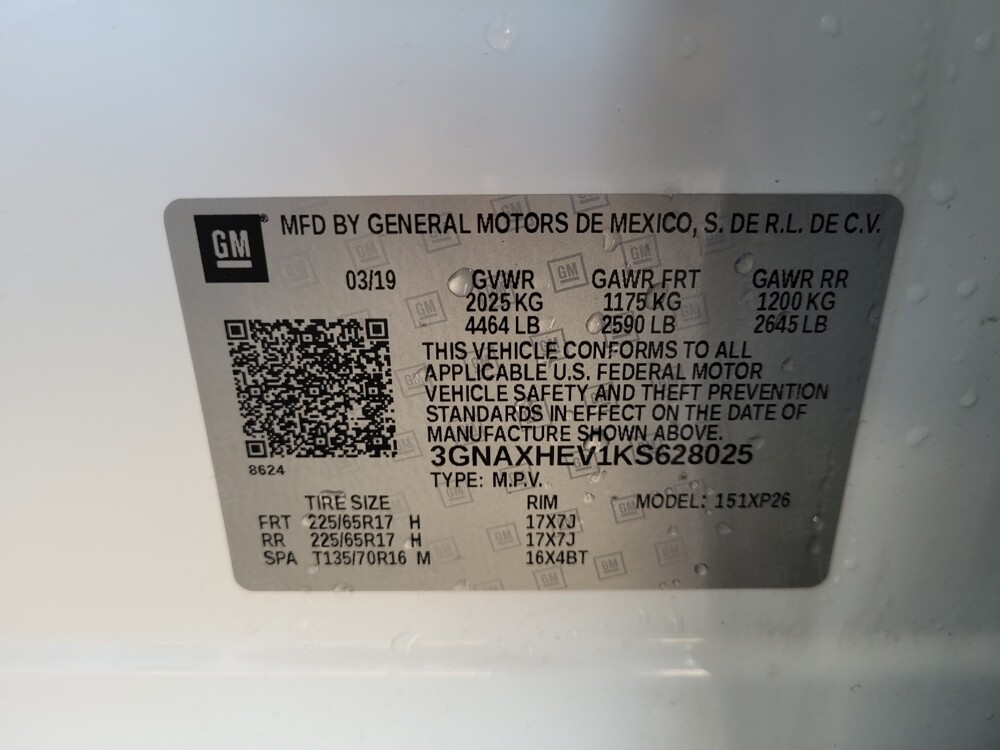 GM ® MFD BY GENERAL MOTORS DE MEXICO, S. DE R.L. DE C.V.
03/19 GVWR GAWR FRT GAWR RR
2025 KG 1175 KG 1200 KG
4464 LB 2590 LB 2645 LB
THIS VEHICLE CONFORMS TO ALL
APPLICABLE U.S. FEDERAL MOTOR
VEHICLE SAFETY AND THEFT PREVENTION
STANDARDS IN EFFECT ON THE DATE OF
MANUFACTURE SHOWN ABOVE.
3GNAXHEV1KS628025
8624
TYPE: M.P.V.
TIRE SIZE RIM MODEL: 151XP26
FRT 225/65R17 H 17X7J
RR 225/65R17 H 17X7J
SPA T135/70R16 M 16X4BT